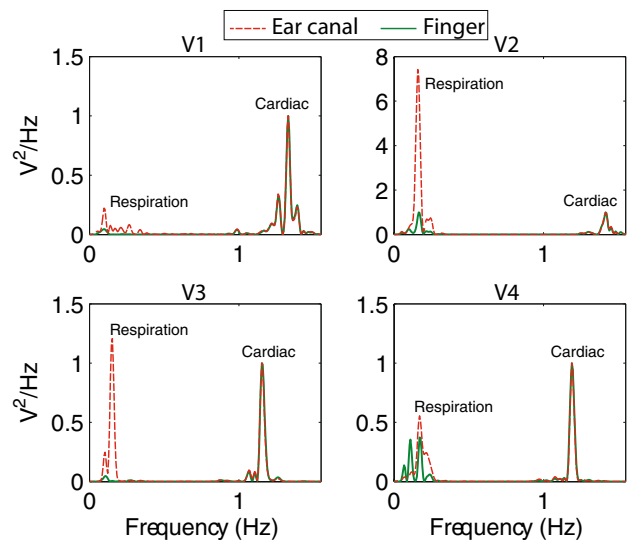 Ear canal Finger
V1 V2
1.5 8
Respiration
6
Cardiac
1
V²/Hz 4
0.5
Respiration 2 Cardiac
0 0
0 1 0 1
V3 V4
1.5 1.5
Respiration Cardiac Cardiac
1 1
V²/Hz
0.5 Respiration 0.5
0 0
0 1 0 1
Frequency (Hz) Frequency (Hz)